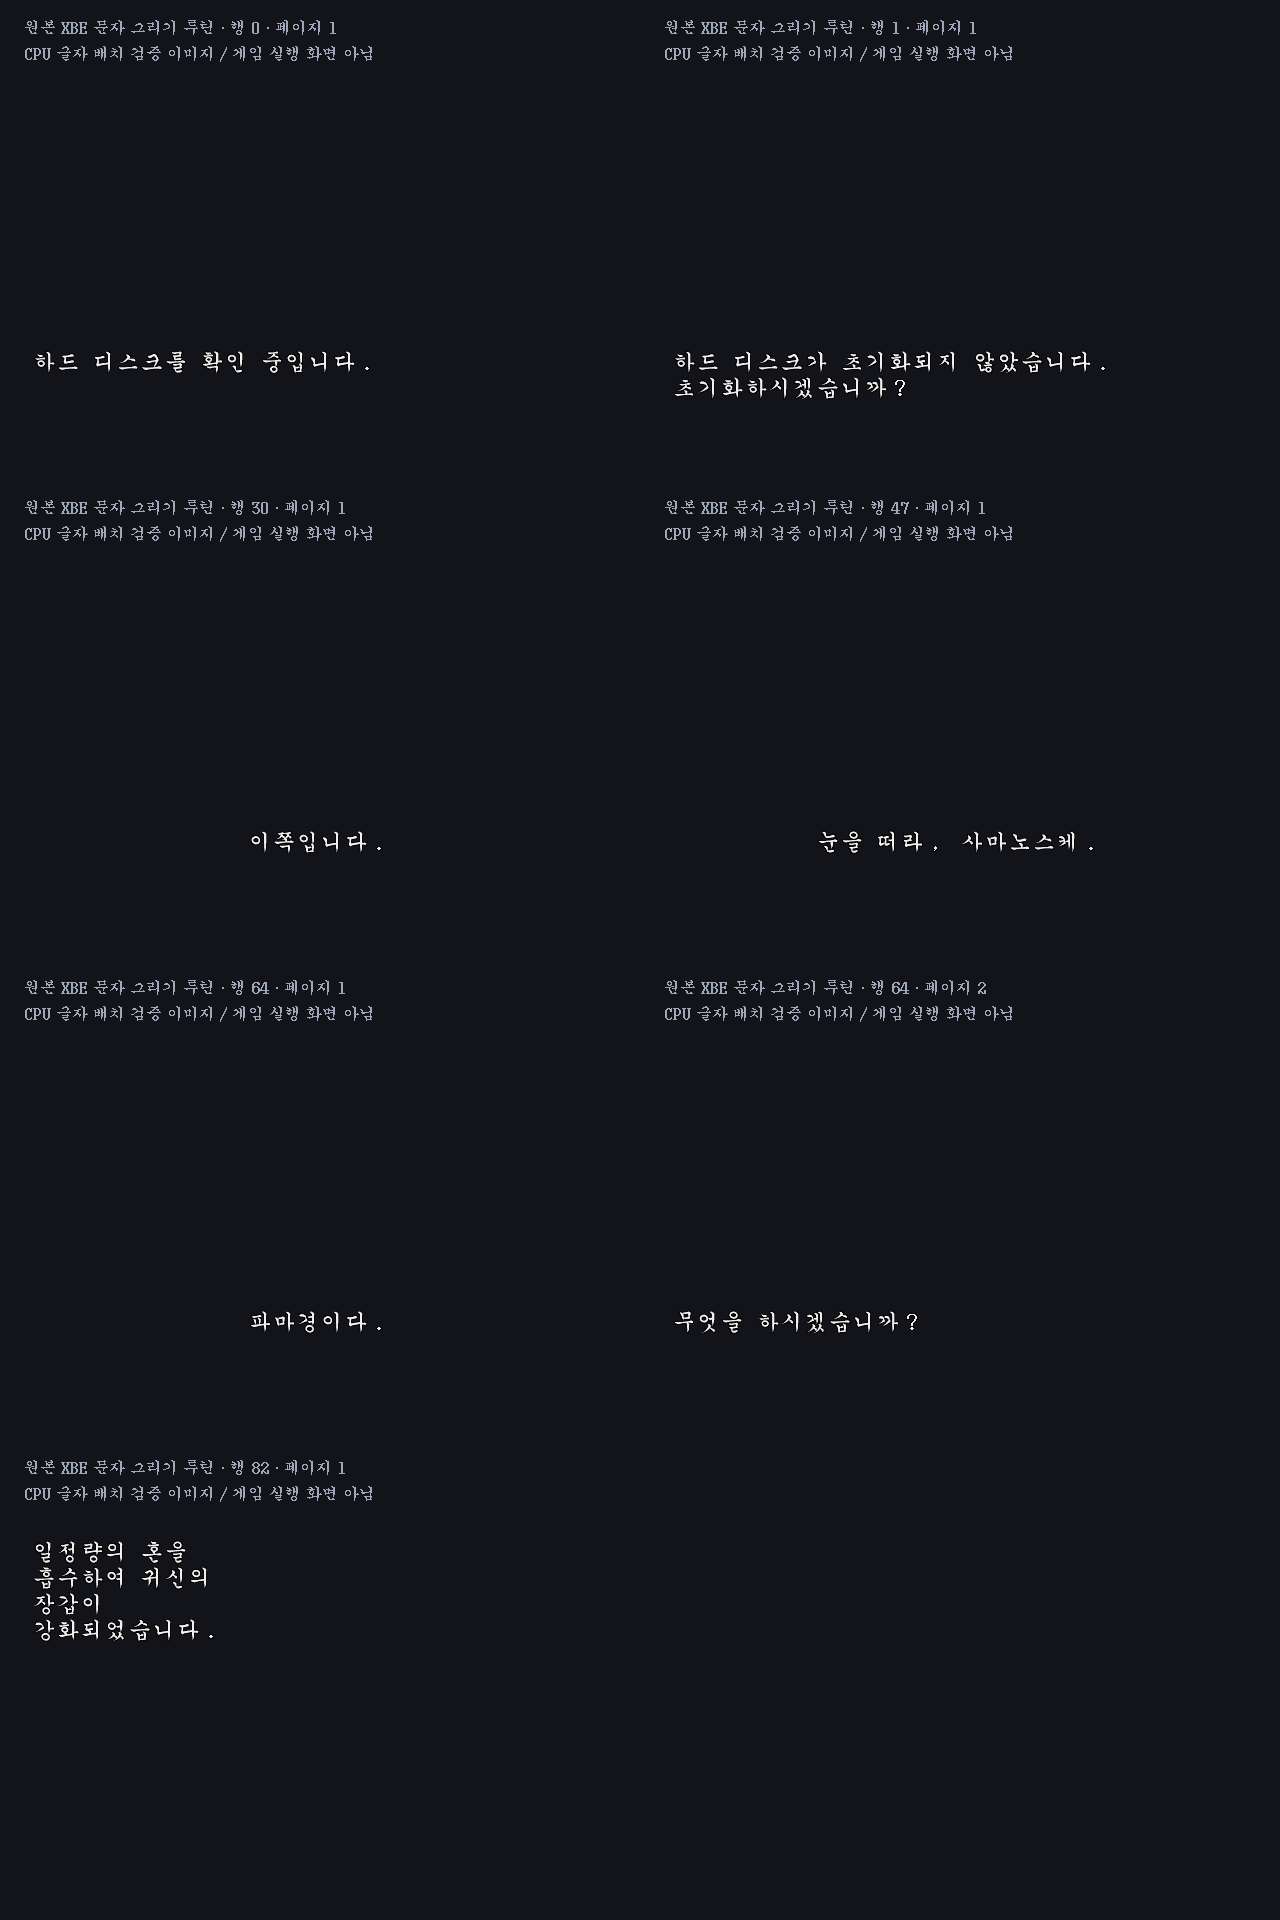 원본 XBE 문자 그리기 루틴 · 행 0 · 페이지 1
CPU 글자 배치 검증 이미지 / 게임 실행 화면 아님
하드 디스크를 확인 중입니다.
원본 XBE 문자 그리기 루틴 · 행 1 · 페이지 1
CPU 글자 배치 검증 이미지 / 게임 실행 화면 아님
하드 디스크가 초기화되지 않았습니다.
초기화하시겠습니까?
원본 XBE 문자 그리기 루틴 · 행 30 · 페이지 1
CPU 글자 배치 검증 이미지 / 게임 실행 화면 아님
이쪽입니다.
원본 XBE 문자 그리기 루틴 · 행 47 · 페이지 1
CPU 글자 배치 검증 이미지 / 게임 실행 화면 아님
눈을 떠라, 사마노스케.
원본 XBE 문자 그리기 루틴 · 행 64 · 페이지 1
CPU 글자 배치 검증 이미지 / 게임 실행 화면 아님
파마경이다.
원본 XBE 문자 그리기 루틴 · 행 64 · 페이지 2
CPU 글자 배치 검증 이미지 / 게임 실행 화면 아님
무엇을 하시겠습니까?
원본 XBE 문자 그리기 루틴 · 행 82 · 페이지 1
CPU 글자 배치 검증 이미지 / 게임 실행 화면 아님
일정량의 혼을
흡수하여 귀신의
장갑이
강화되었습니다.